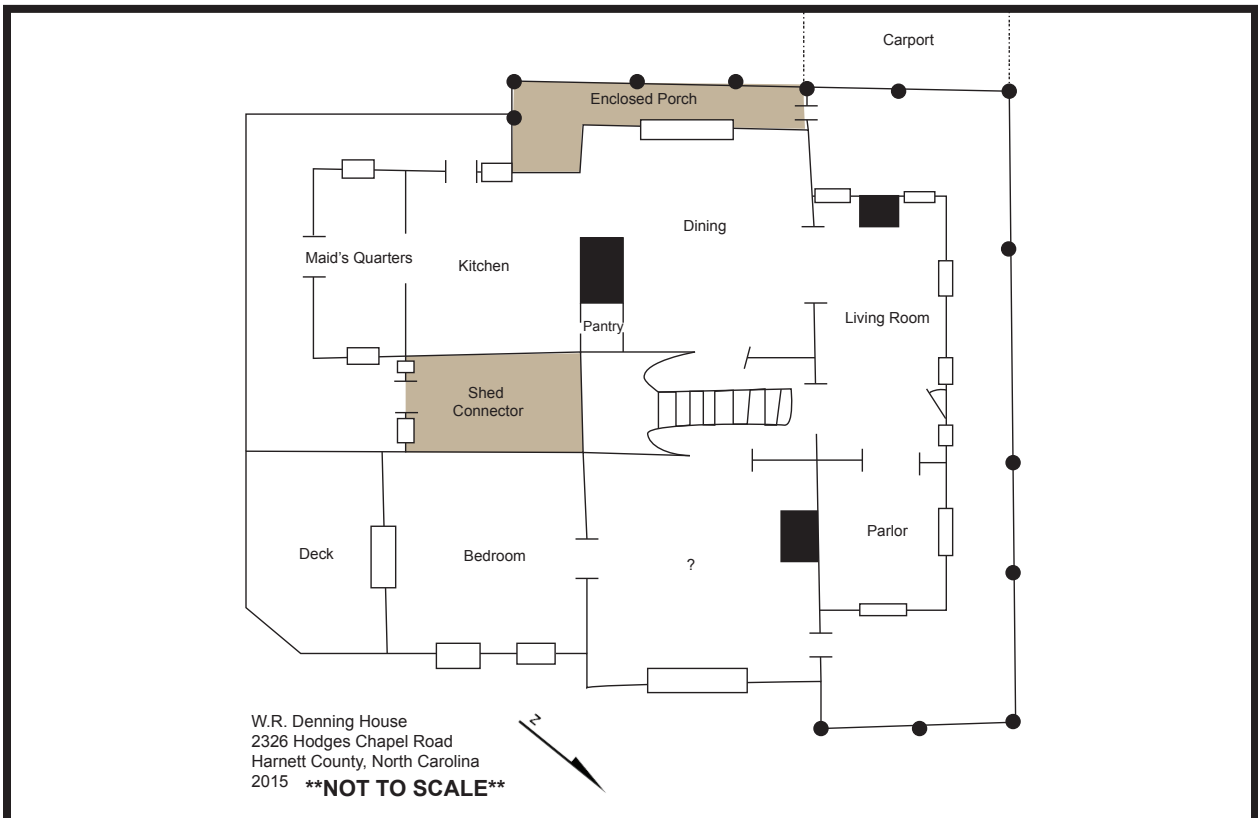 Carport
Enclosed Porch
Dining
Maid's Quarters
Kitchen
Living Room
Pantry
Shed
Connector
Parlor
Deck
Bedroom
?
W.R. Denning House
2326 Hodges Chapel Road
Harnett County, North Carolina
2015 **NOT TO SCALE**
N